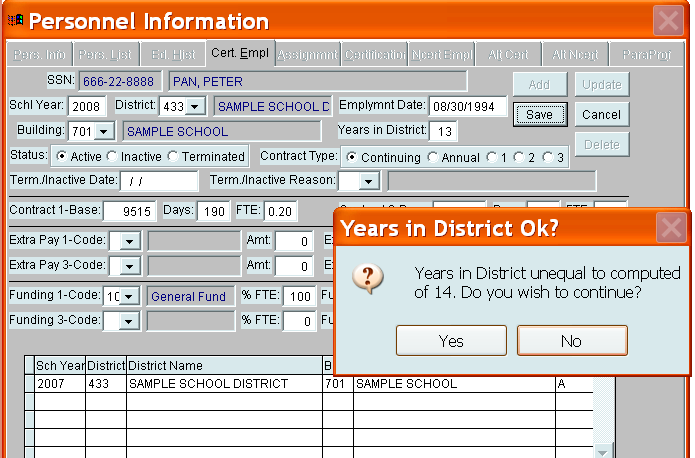 Personnel Information
Pers. Info Pers. List Ed. Hist Cert. Empl Assignmnt Certification Ncert Empl Alt Cert Alt Ncert ParaPro
SSN: 666-22-8888 PAN, PETER Add Update
Schl Year: 2008 District: 433 SAMPLE SCHOOL D Emplymnt Date: 08/30/1994 Save Cancel
Building: 701 SAMPLE SCHOOL Years in District: 13
Delete
Status: Active Inactive Terminated Contract Type: Continuing Annual 1 2 3
Term./Inactive Date: / / Term./Inactive Reason:
Contract 1-Base: 9515 Days: 190 FTE: 0.20
Years in District Ok?
Extra Pay 1-Code: Amt: 0
Extra Pay 3-Code: Amt: 0
Years in District unequal to computed
of 14. Do you wish to continue?
Funding 1-Code: General Fund % FTE: 100
Funding 3-Code: % FTE: 0
Yes No
Sch Year District District Name
2007 433 SAMPLE SCHOOL DISTRICT 701 SAMPLE SCHOOL A